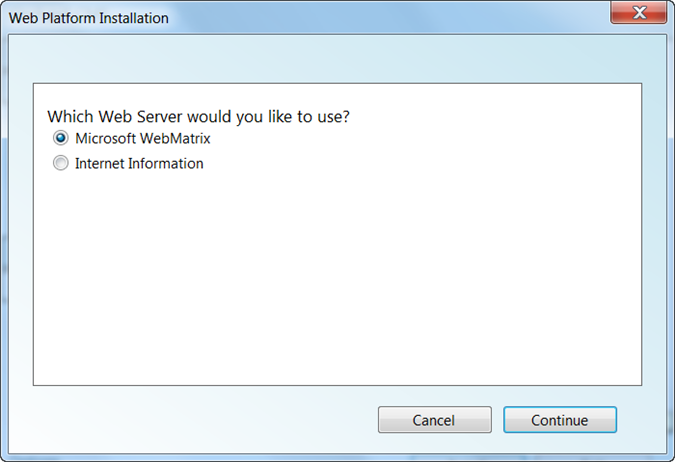 Web Platform Installation
Which Web Server would you like to use?
Microsoft WebMatrix
Internet Information
Cancel Continue